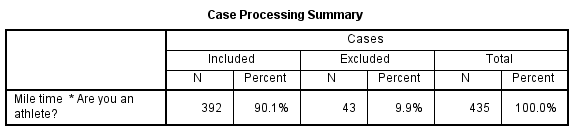 Case Processing Summary
Cases
Included Excluded Total
N Percent N Percent N Percent
Mile time * Are you an
athlete?
392 90.1% 43 9.9% 435 100.0%